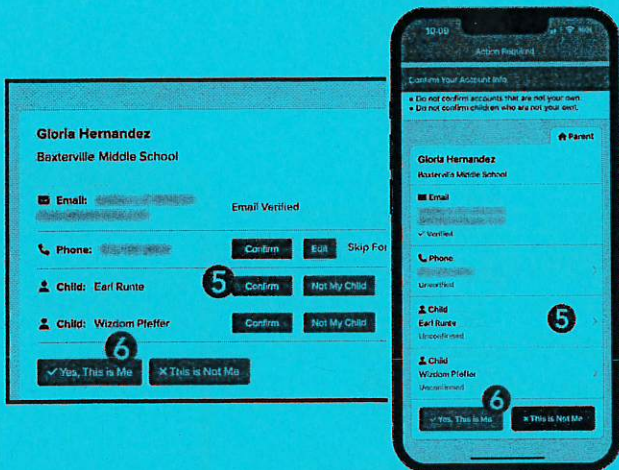 Gloria Hernandez
Baxterville Middle School
Email:
Email Verified
Phone:
Confirm
Edit
Skip For
Child: Earl Runte
5
Confirm
Not My Child
Child: Wizdom Pfeffer
Confirm
Not My Child
6
✓ Yes, This is Me
× This is Not Me
10:09
Action Required
Confirm Your Account Info
• Do not confirm accounts that are not your own.
• Do not confirm children who are not your own.
Parent
Gloria Hernandez
Baxterville Middle School
Email
✓ Verified
Phone
Unverified
Child
Earl Runte
5
Unconfirmed
Child
Wizdom Pfeffer
Unconfirmed
6
✓ Yes, This is Me
× This is Not Me